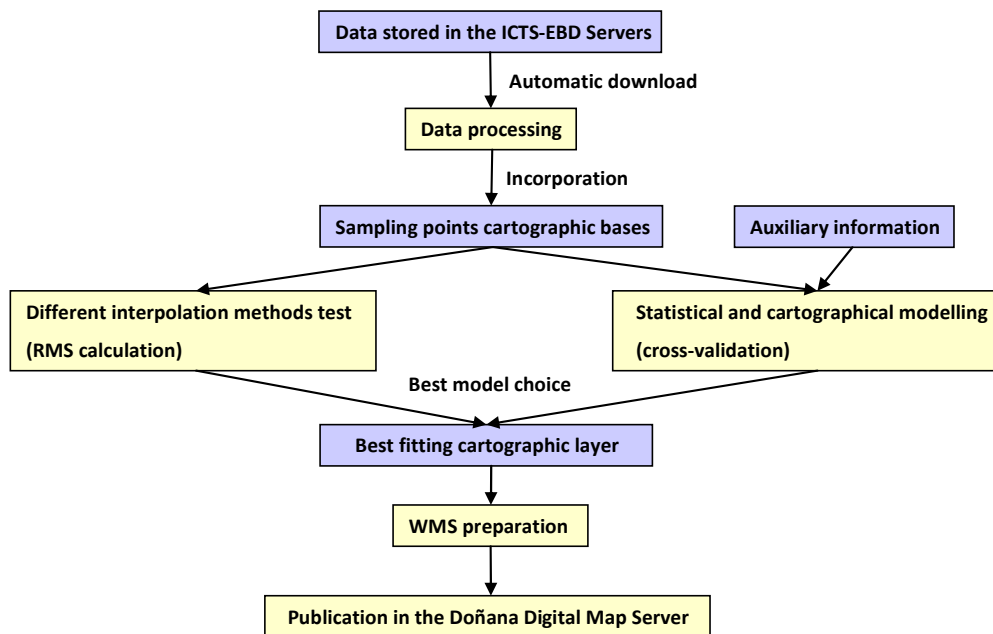 Data stored in the ICTS-EBD Servers
Automatic download
Data processing
Incorporation
Sampling points cartographic bases
Auxiliary information
Different interpolation methods test
(RMS calculation)
Statistical and cartographical modelling
(cross-validation)
Best model choice
Best fitting cartographic layer
WMS preparation
Publication in the Doñana Digital Map Server